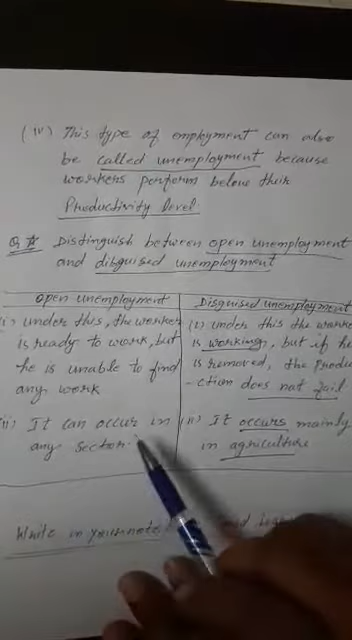 (iv) This type of employment can also
be called unemployment because
workers perform below their
Productivity level.
Distinguish between open unemployment
and disguised unemployment
Open unemployment
(i) under this, the worker
is ready to work, but
he is unable to find
any work
(ii) It can occur in
any sector.
Disguised unemployment
(i) under this the worke
is working, but if he
is removed, the produ
-ction does not fail
(ii) It occurs mainly
in agriculture
Write in your note